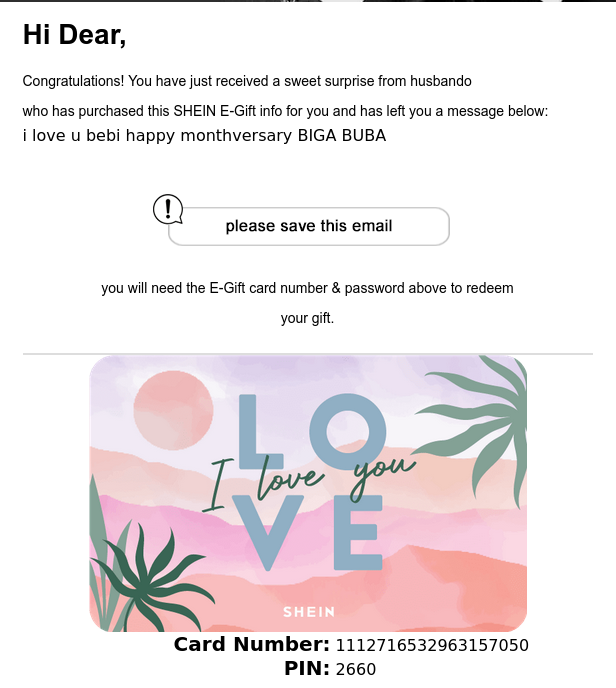 Hi Dear,
Congratulations! You have just received a sweet surprise from husbando
who has purchased this SHEIN E-Gift info for you and has left you a message below:
i love u bebi happy monthversary BIGA BUBA
!
please save this email
you will need the E-Gift card number & password above to redeem
your gift.
LO
I love you
VE
SHEIN
Card Number: 1112716532963157050
PIN: 2660